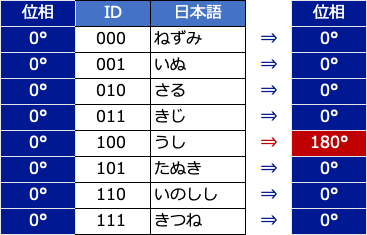 位相 ID 日本語 位相
0° 000 ねずみ ⇒ 0°
0° 001 いぬ ⇒ 0°
0° 010 さる ⇒ 0°
0° 011 きじ ⇒ 0°
0° 100 うし ⇒ 180°
0° 101 たぬき ⇒ 0°
0° 110 いのしし ⇒ 0°
0° 111 きつね ⇒ 0°